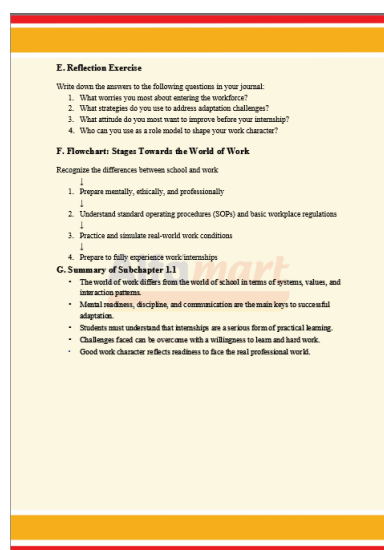 E. Reflection Exercise
Write down the answers to the following questions in your journal:
1. What worries you most about entering the workforce?
2. What strategies do you use to address adaptation challenges?
3. What attitude do you most want to improve before your internship?
4. Who can you use as a role model to shape your work character?
F. Flowchart: Stages Towards the World of Work
Recognize the differences between school and work
↓
1. Prepare mentally, ethically, and professionally
↓
2. Understand standard operating procedures (SOPs) and basic workplace regulations
↓
3. Practice and simulate real-world work conditions
↓
4. Prepare to fully experience work/internships
G. Summary of Subchapter 1.1
• The world of work differs from the world of school in terms of systems, values, and
interaction patterns.
• Mental readiness, discipline, and communication are the main keys to successful
adaptation.
• Students must understand that internships are a serious form of practical learning.
• Challenges faced can be overcome with a willingness to learn and hard work.
• Good work character reflects readiness to face the real professional world.